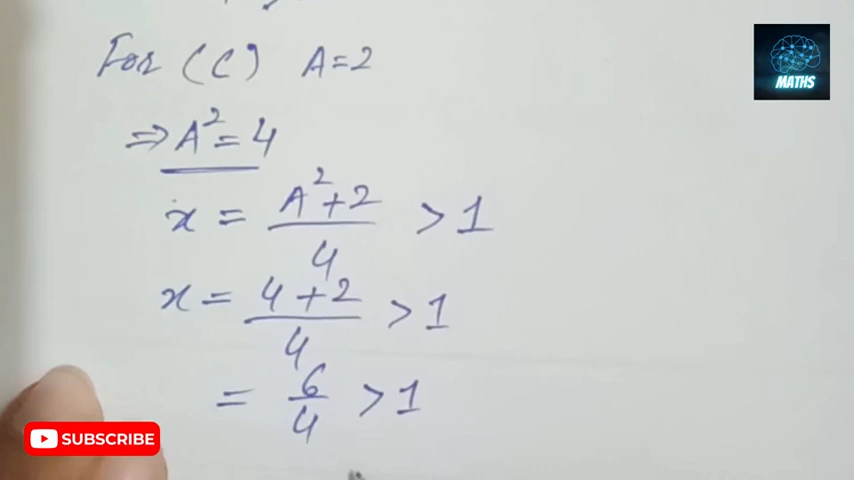 For (C) A=2
⇒ A²=4
x = A²+2 / 4 > 1
x = 4+2 / 4 > 1
= 6/4 > 1
MATHS
SUBSCRIBE